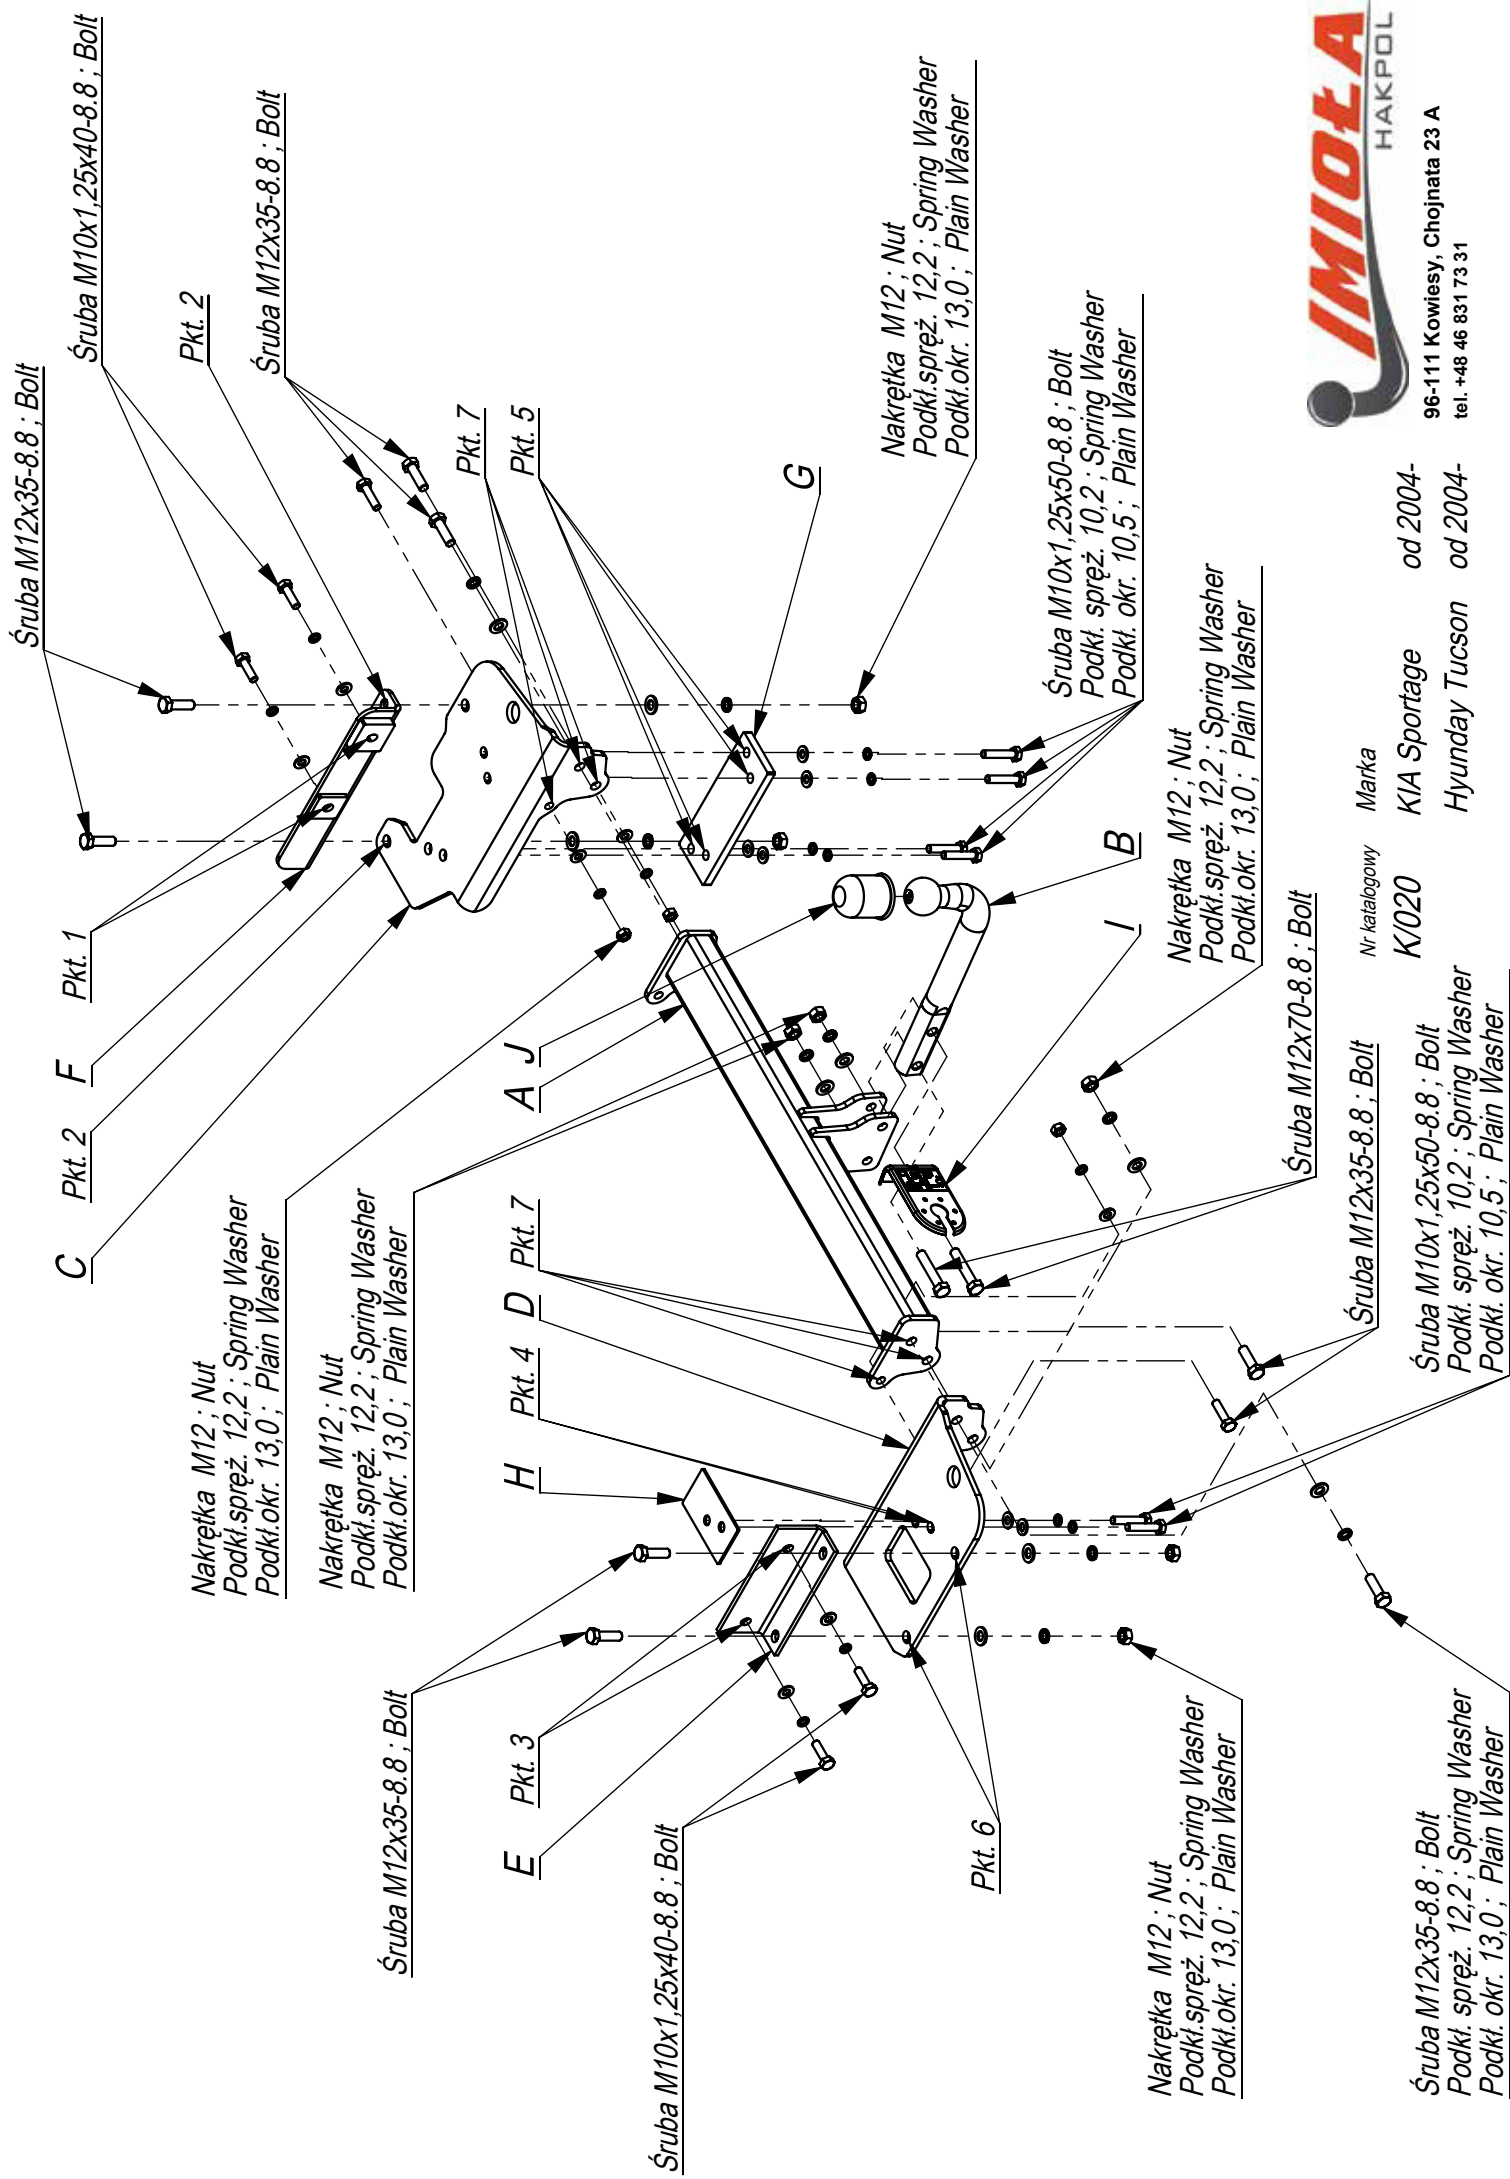 Śruba M12x35-8.8 ; Bolt
Śruba M10x1,25x40-8.8 ; Bolt
Pkt. 2
Śruba M12x35-8.8 ; Bolt
Pkt. 1
F
Pkt. 2
C
Pkt. 7
Pkt. 5
G
Nakrętka M12 ; Nut
Podkł.spręż. 12,2 ; Spring Washer
Podkł.okr. 13,0 ; Plain Washer
Nakrętka M12 ; Nut
Podkł.spręż. 12,2 ; Spring Washer
Podkł.okr. 13,0 ; Plain Washer
Nakrętka M12 ; Nut
Podkł.spręż. 12,2 ; Spring Washer
Podkł.okr. 13,0 ; Plain Washer
J
A
Pkt. 7
D
Pkt. 4
H
Śruba M12x35-8.8 ; Bolt
Pkt. 3
E
Śruba M10x1,25x40-8.8 ; Bolt
Pkt. 6
Śruba M10x1,25x50-8.8 ; Bolt
Podkł. spręż. 10,2 ; Spring Washer
Podkł. okr. 10,5 ; Plain Washer
B
I
Nakrętka M12 ; Nut
Podkł.spręż. 12,2 ; Spring Washer
Podkł.okr. 13,0 ; Plain Washer
Śruba M12x70-8.8 ; Bolt
Śruba M12x35-8.8 ; Bolt
Śruba M10x1,25x50-8.8 ; Bolt
Podkł. spręż. 10,2 ; Spring Washer
Podkł. okr. 10,5 ; Plain Washer
Nakrętka M12 ; Nut
Podkł.spręż. 12,2 ; Spring Washer
Podkł.okr. 13,0 ; Plain Washer
Śruba M12x35-8.8 ; Bolt
Podkł. spręż. 12,2 ; Spring Washer
Podkł. okr. 13,0 ; Plain Washer
Nr katalogowy Marka
K/020 KIA Sportage od 2004-
Hyunday Tucson od 2004-
IMIOŁA
HAKPOL
96-111 Kowiesy, Chojnata 23 A
tel. +48 46 831 73 31